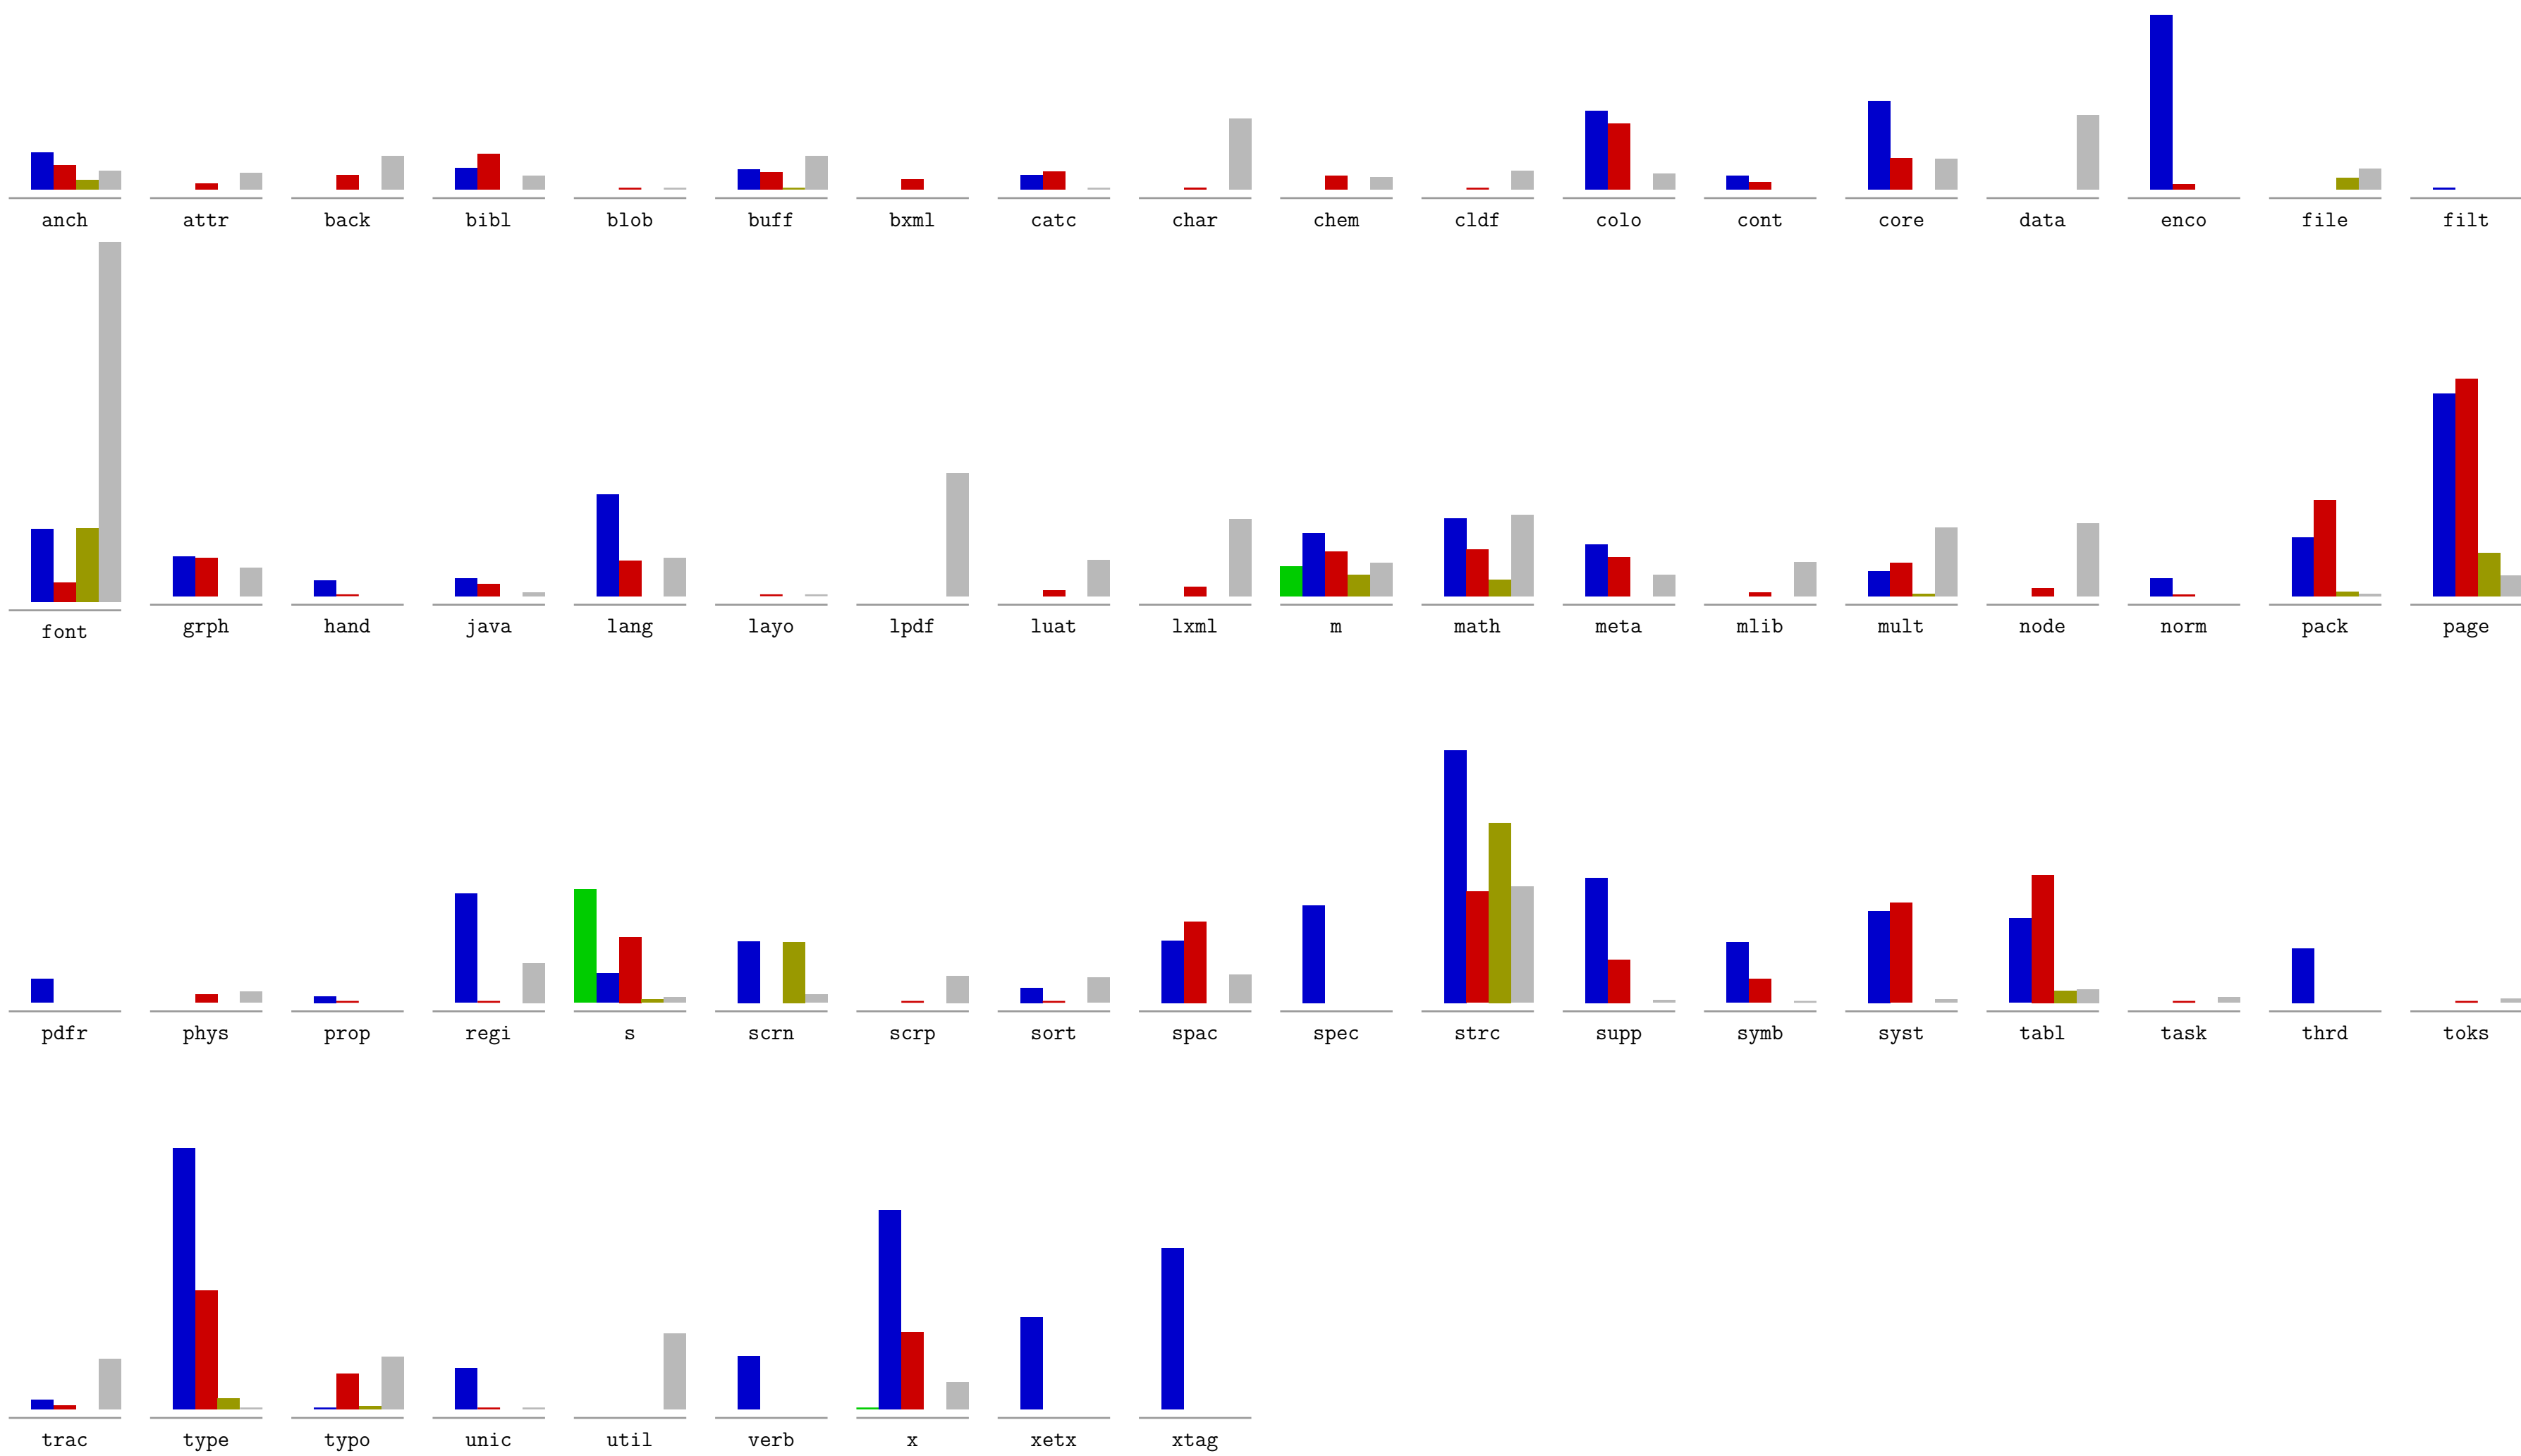 anch attr back bibl blob buff bxml catc char chem cldf colo cont core data enco file filt
font grph hand java lang layo lpdf luat lxml m math meta mlib mult node norm pack page
pdfr phys prop regi s scrn scrp sort spac spec strc supp symb syst tabl task thrd toks
trac type typo unic util verb x xetx xtag